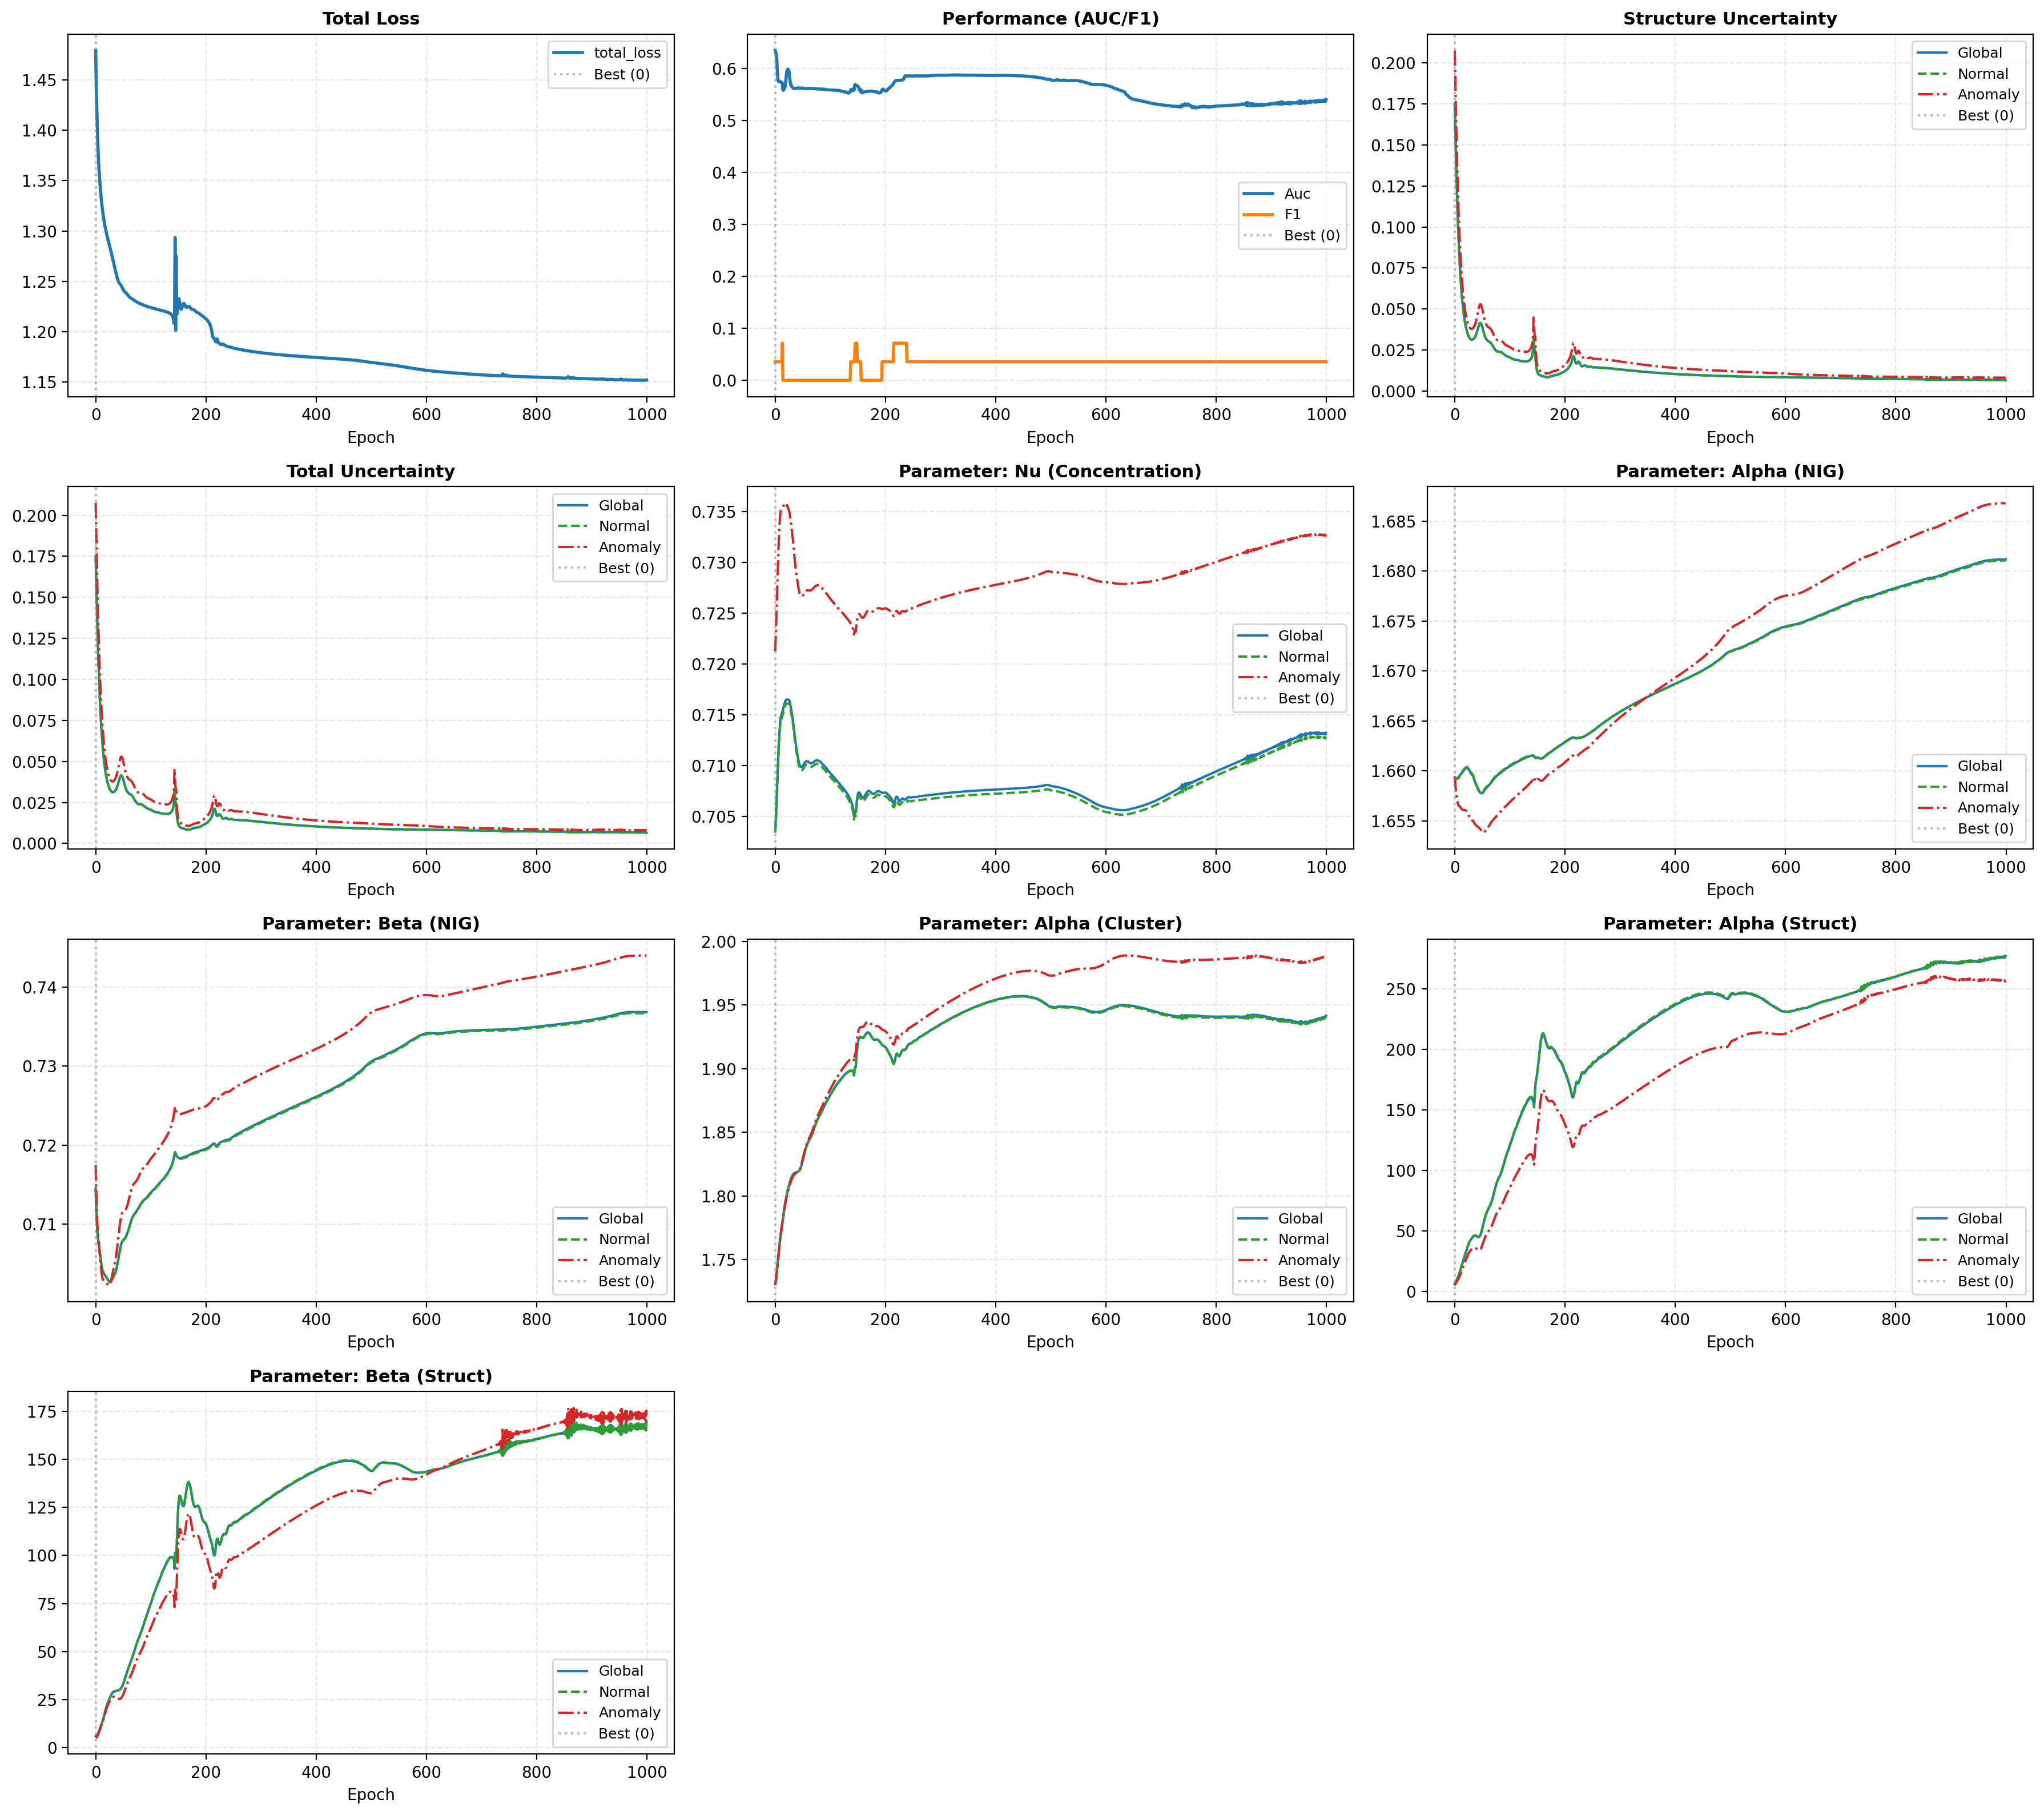 Total Loss
1.45
1.40
1.35
1.30
1.25
1.20
1.15
total_loss
Best (0)
0 200 400 600 800 1000
Epoch
Performance (AUC/F1)
0.6
0.5
0.4
0.3
0.2
0.1
0.0
Auc
F1
Best (0)
0 200 400 600 800 1000
Epoch
Structure Uncertainty
0.200
0.175
0.150
0.125
0.100
0.075
0.050
0.025
0.000
Global
Normal
Anomaly
Best (0)
0 200 400 600 800 1000
Epoch
Total Uncertainty
0.200
0.175
0.150
0.125
0.100
0.075
0.050
0.025
0.000
Global
Normal
Anomaly
Best (0)
0 200 400 600 800 1000
Epoch
Parameter: Nu (Concentration)
0.735
0.730
0.725
0.720
0.715
0.710
0.705
Global
Normal
Anomaly
Best (0)
0 200 400 600 800 1000
Epoch
Parameter: Alpha (NIG)
1.685
1.680
1.675
1.670
1.665
1.660
1.655
Global
Normal
Anomaly
Best (0)
0 200 400 600 800 1000
Epoch
Parameter: Beta (NIG)
0.74
0.73
0.72
0.71
Global
Normal
Anomaly
Best (0)
0 200 400 600 800 1000
Epoch
Parameter: Alpha (Cluster)
2.00
1.95
1.90
1.85
1.80
1.75
Global
Normal
Anomaly
Best (0)
0 200 400 600 800 1000
Epoch
Parameter: Alpha (Struct)
250
200
150
100
50
0
Global
Normal
Anomaly
Best (0)
0 200 400 600 800 1000
Epoch
Parameter: Beta (Struct)
175
150
125
100
75
50
25
0
Global
Normal
Anomaly
Best (0)
0 200 400 600 800 1000
Epoch